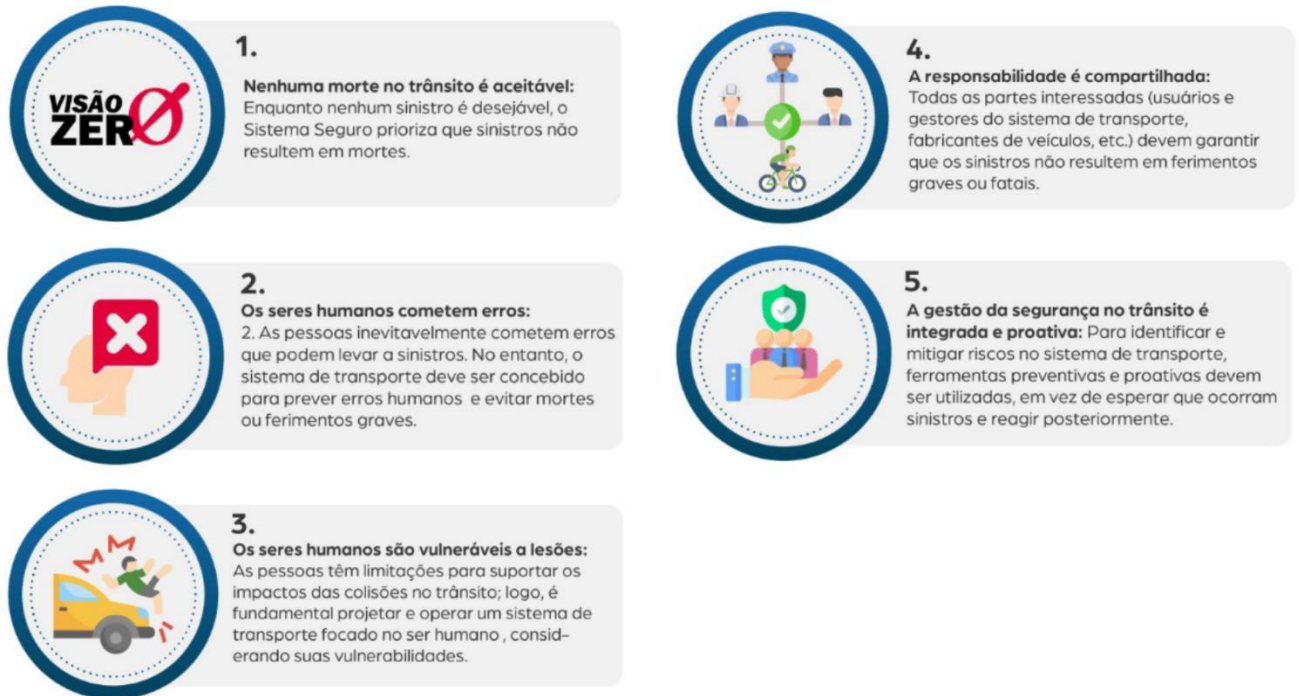 VISÃO
ZERO
1.
Nenhuma morte no trânsito é aceitável:
Enquanto nenhum sinistro é desejável, o
Sistema Seguro prioriza que sinistros não
resultem em mortes.
2.
Os seres humanos cometem erros:
2. As pessoas inevitavelmente cometem erros
que podem levar a sinistros. No entanto, o
sistema de transporte deve ser concebido
para prever erros humanos e evitar mortes
ou ferimentos graves.
3.
Os seres humanos são vulneráveis a lesões:
As pessoas têm limitações para suportar os
impactos das colisões no trânsito; logo, é
fundamental projetar e operar um sistema de
transporte focado no ser humano , consid-
erando suas vulnerabilidades.
4.
A responsabilidade é compartilhada:
Todas as partes interessadas (usuários e
gestores do sistema de transporte,
fabricantes de veículos, etc.) devem garantir
que os sinistros não resultem em ferimentos
graves ou fatais.
5.
A gestão da segurança no trânsito é
integrada e proativa: Para identificar e
mitigar riscos no sistema de transporte,
ferramentas preventivas e proativas devem
ser utilizadas, em vez de esperar que ocorram
sinistros e reagir posteriormente.